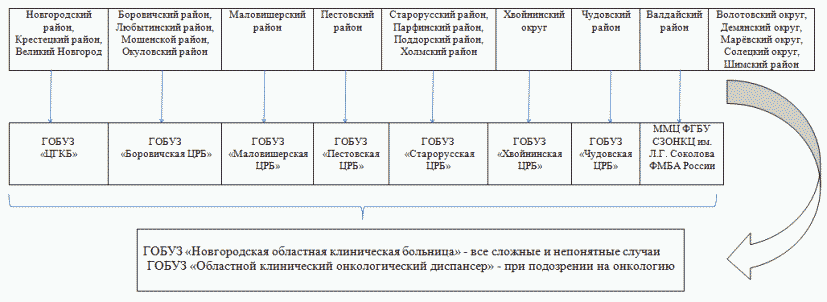 Новгородский
район,
Крестецкий район,
Великий Новгород
Боровичский район,
Любытинский район,
Мошенской район,
Окуловский район
Маловишерский
район
Пестовский
район
Старорусский район,
Парфинский район,
Поддорский район,
Холмский район
Хвойнинский
округ
Чудовский
район
Валдайский
район
Волотовский округ,
Демянский округ,
Марёвский округ,
Солецкий округ,
Шимский район
ГОБУЗ
«ЦГКБ»
ГОБУЗ
«Боровичская ЦРБ»
ГОБУЗ
«Маловишерская
ЦРБ»
ГОБУЗ
«Пестовская
ЦРБ»
ГОБУЗ
«Старорусская ЦРБ»
ГОБУЗ
«Хвойнинская
ЦРБ»
ГОБУЗ
«Чудовская
ЦРБ»
ММЦ ФГБУ
СЗОНКЦ им.
Л.Г. Соколова
ФМБА России
ГОБУЗ «Новгородская областная клиническая больница» - все сложные и непонятные случаи
ГОБУЗ «Областной клинический онкологический диспансер» - при подозрении на онкологию